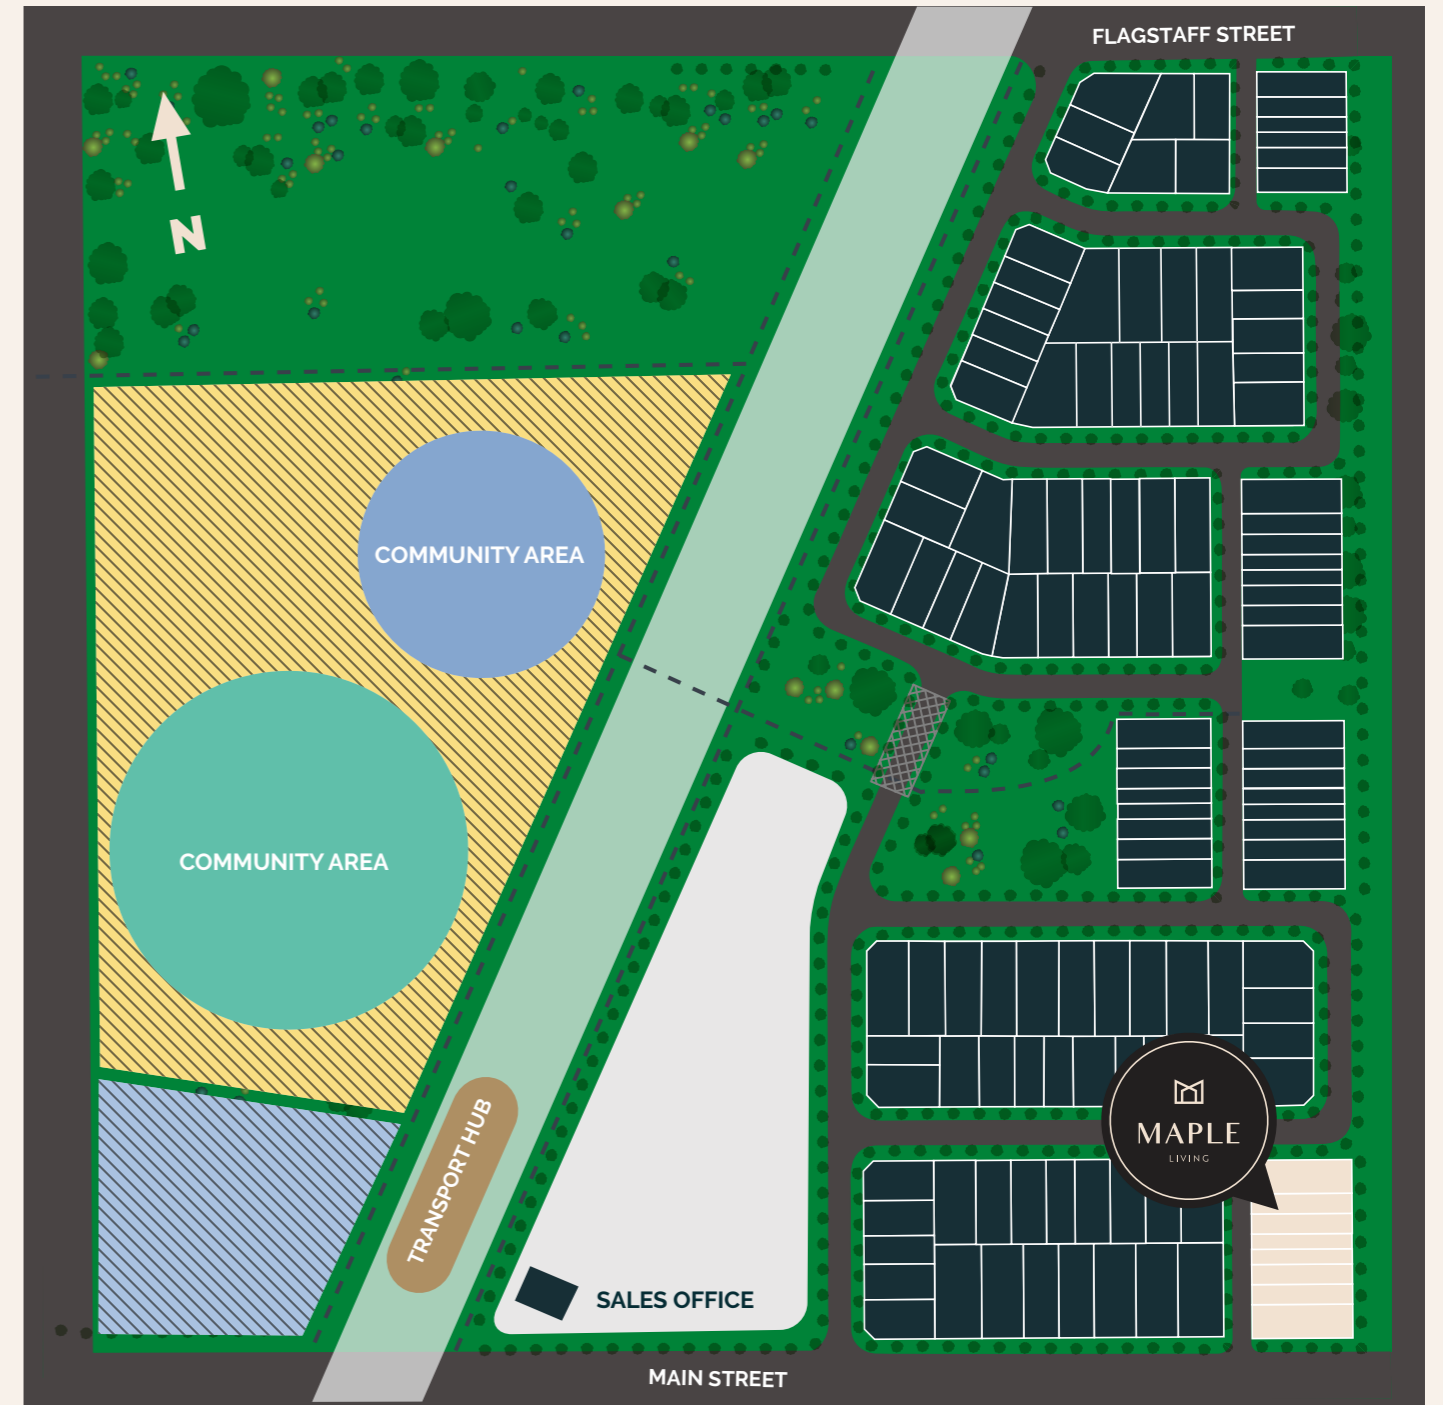 FLAGSTAFF STREET
N
COMMUNITY AREA
COMMUNITY AREA
TRANSPORT HUB
MAPLE
LIVING
SALES OFFICE
MAIN STREET